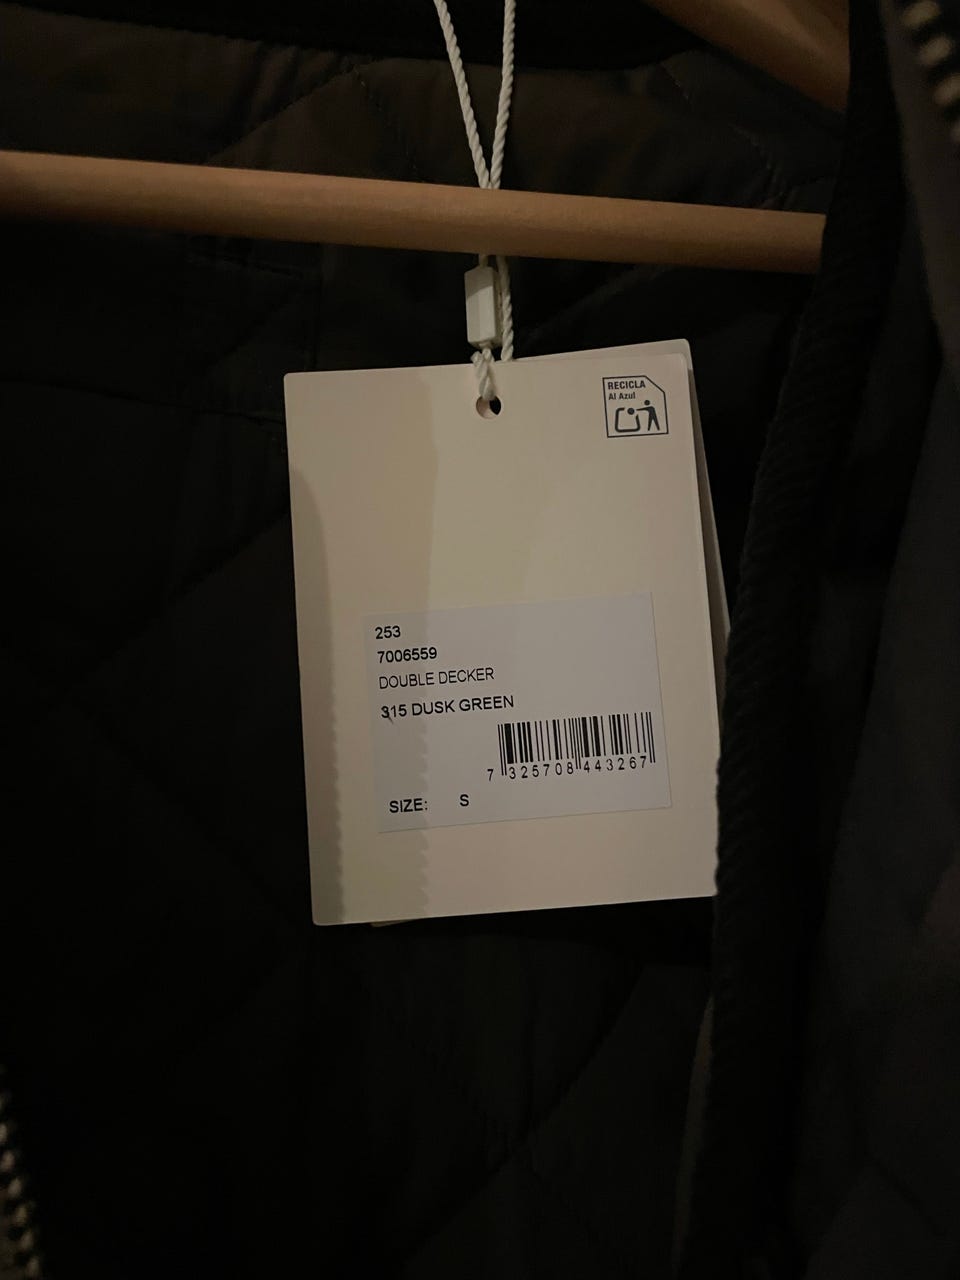 RECICLA
Al Azul
253
7006559
DOUBLE DECKER
315 DUSK GREEN
7 325708 443267
SIZE: S